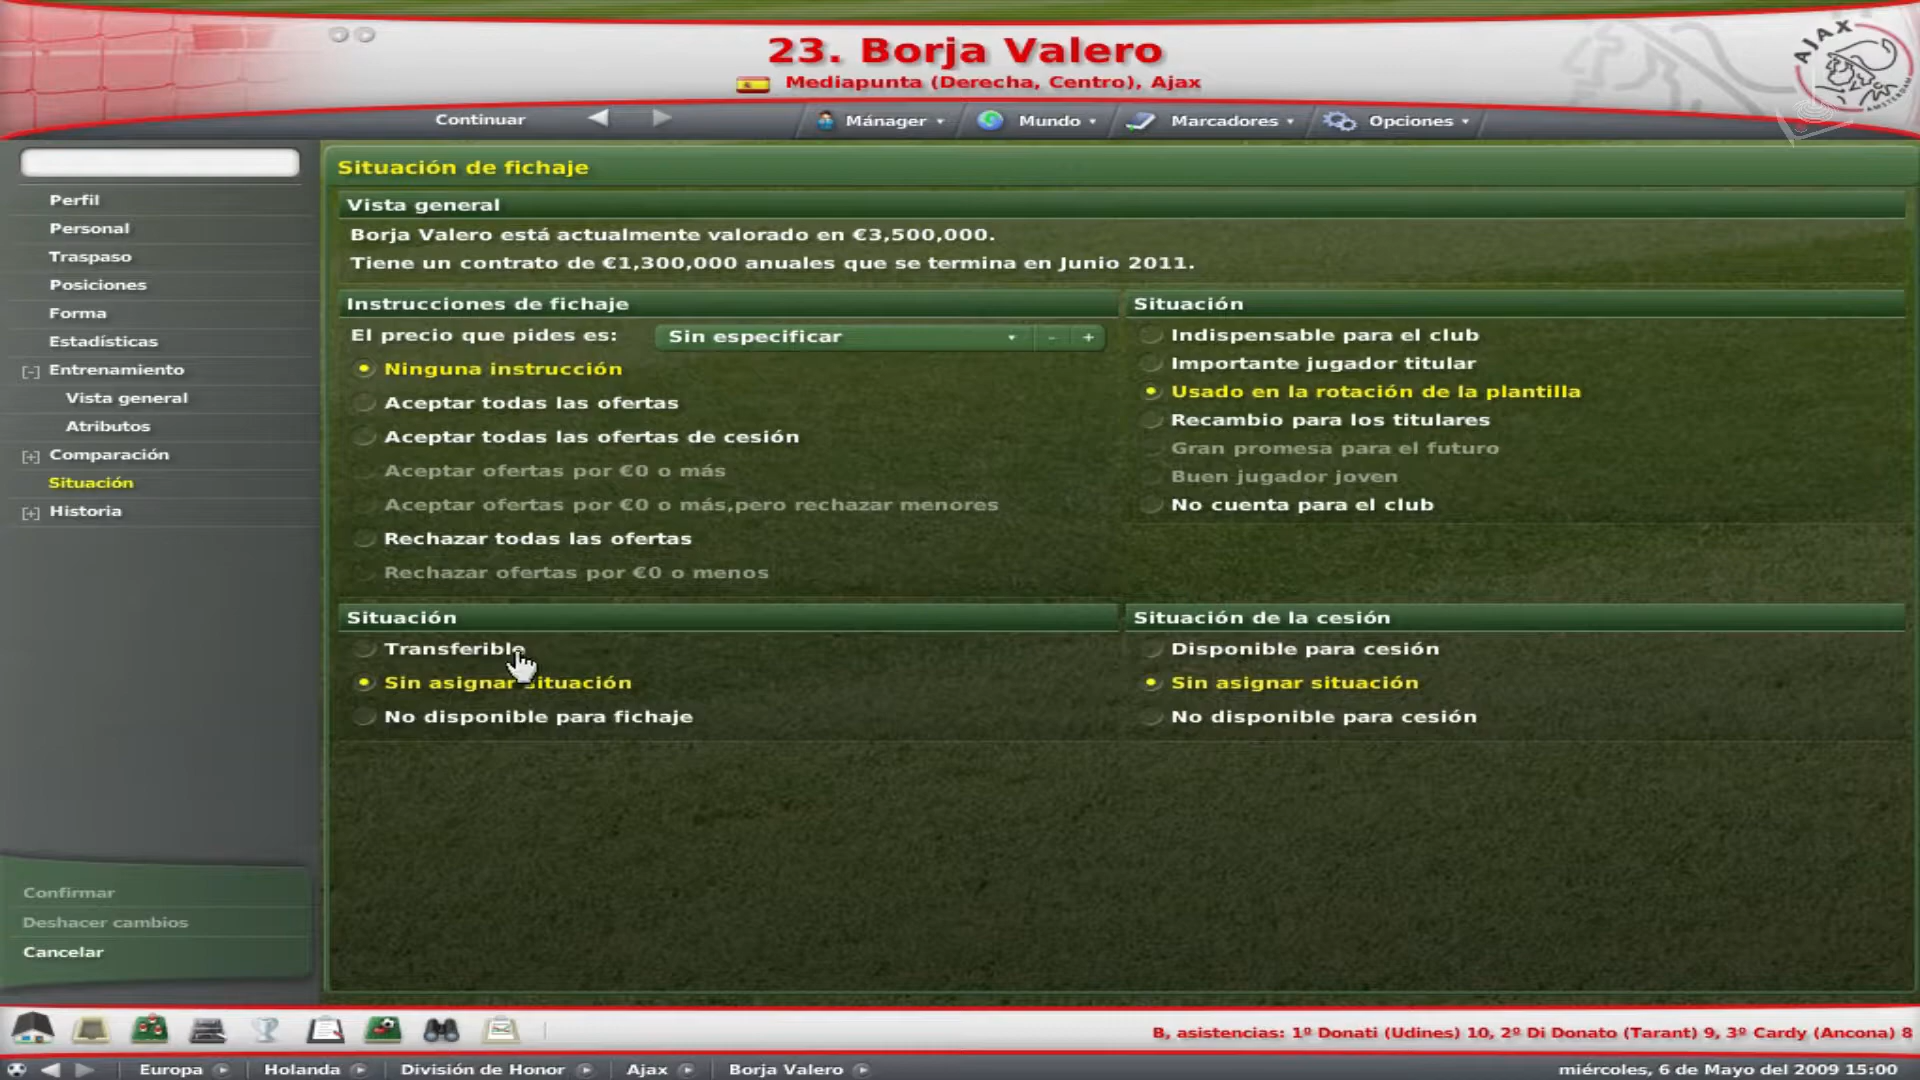 23. Borja Valero
Mediapunta (Derecha, Centro), Ajax
AJAX
AMSTERDAM
Continuar
Mánager
Mundo
Marcadores
Opciones
Perfil
Personal
Traspaso
Posiciones
Forma
Estadísticas
[-] Entrenamiento
Vista general
Atributos
[+] Comparación
Situación
[+] Historia
Confirmar
Deshacer cambios
Cancelar
Situación de fichaje
Vista general
Borja Valero está actualmente valorado en €3,500,000.
Tiene un contrato de €1,300,000 anuales que se termina en Junio 2011.
Instrucciones de fichaje
El precio que pides es: Sin especificar - +
Ninguna instrucción
Aceptar todas las ofertas
Aceptar todas las ofertas de cesión
Aceptar ofertas por €0 o más
Aceptar ofertas por €0 o más,pero rechazar menores
Rechazar todas las ofertas
Rechazar ofertas por €0 o menos
Situación
Indispensable para el club
Importante jugador titular
Usado en la rotación de la plantilla
Recambio para los titulares
Gran promesa para el futuro
Buen jugador joven
No cuenta para el club
Situación
Transferible
Sin asignar situación
No disponible para fichaje
Situación de la cesión
Disponible para cesión
Sin asignar situación
No disponible para cesión
B, asistencias: 1º Donati (Udines) 10, 2º Di Donato (Tarant) 9, 3º Cardy (Ancona) 8
Europa
Holanda
División de Honor
Ajax
Borja Valero
miércoles, 6 de Mayo del 2009 15:00